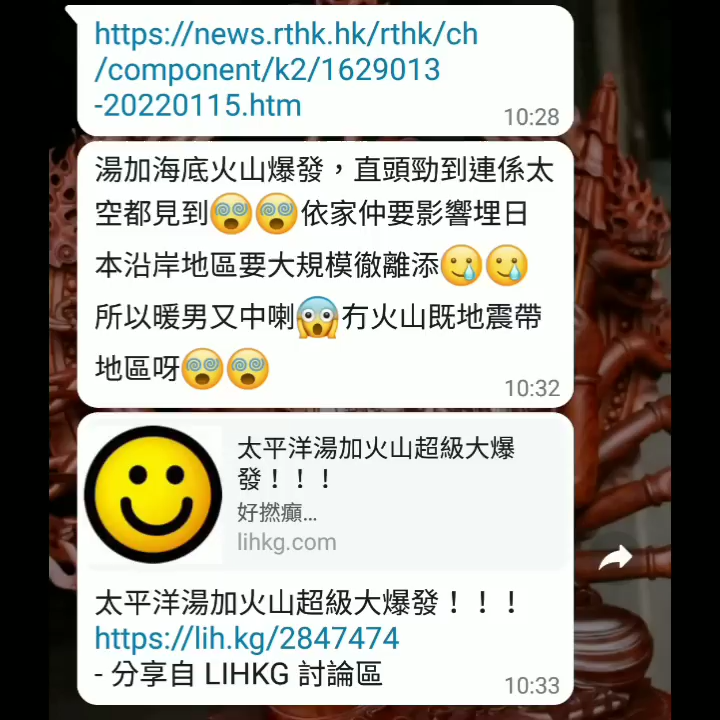 https://news.rthk.hk/rthk/ch
/component/k2/1629013
-20220115.htm
10:28
湯加海底火山爆發，直頭勁到連係太
空都見到😵‍💫😵‍💫依家仲要影響埋日
本沿岸地區要大規模徹離添🥲🥲
所以暖男又中喇😱冇火山既地震帶
地區呀😵‍💫😵‍💫
10:32
太平洋湯加火山超級大爆
發！！！
好撚癲...
lihkg.com
太平洋湯加火山超級大爆發！！！
https://lih.kg/2847474
- 分享自 LIHKG 討論區
10:33